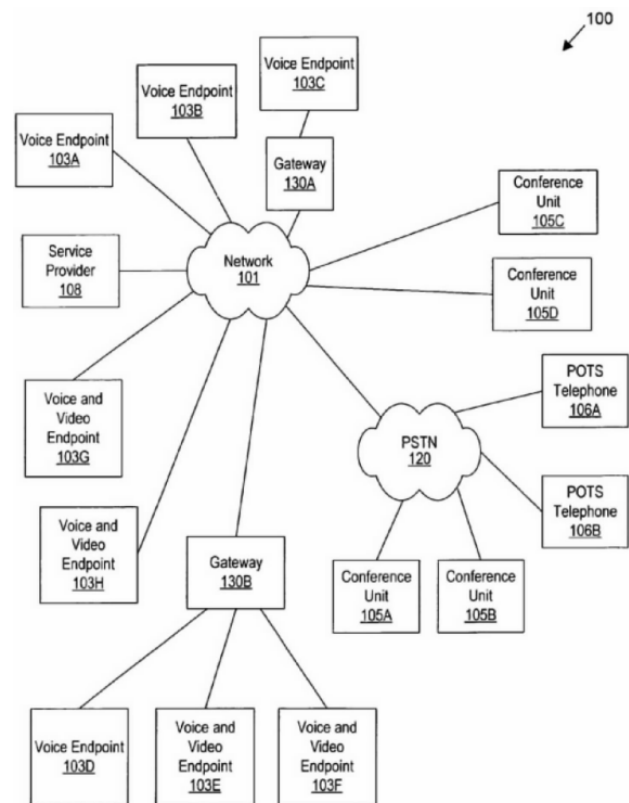 100
Voice Endpoint
103C
Voice Endpoint
103B
Voice Endpoint
103A
Gateway
130A
Conference
Unit
105C
Service
Provider
108
Network
101
Conference
Unit
105D
POTS
Telephone
106A
Voice and
Video Endpoint
103G
PSTN
120
POTS
Telephone
106B
Voice and
Video
Endpoint
103H
Gateway
130B
Conference
Unit
105A
Conference
Unit
105B
Voice Endpoint
103D
Voice and
Video
Endpoint
103E
Voice and
Video
Endpoint
103F